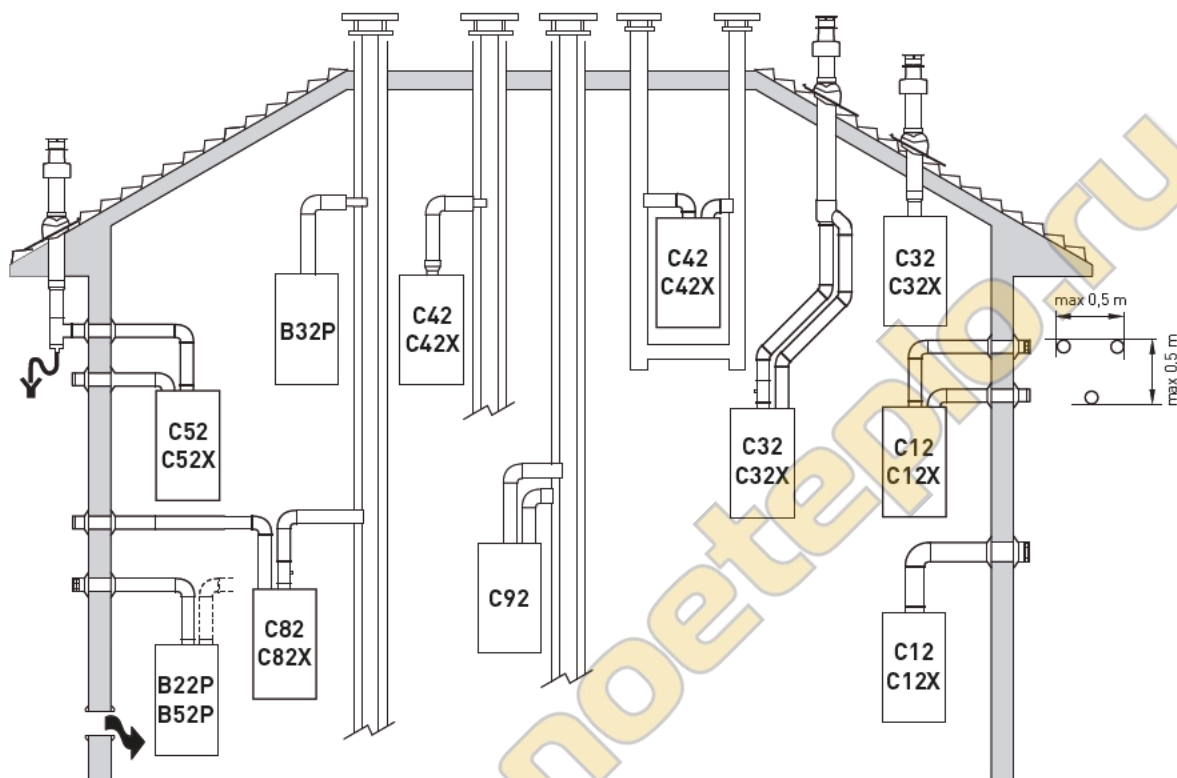 B32P
C42
C42X
C42
C42X
C32
C32X
max 0,5 m
max 0,5 m
C52
C52X
C32
C32X
C12
C12X
C92
C82
C82X
B22P
B52P
C12
C12X
noeteplo.ru